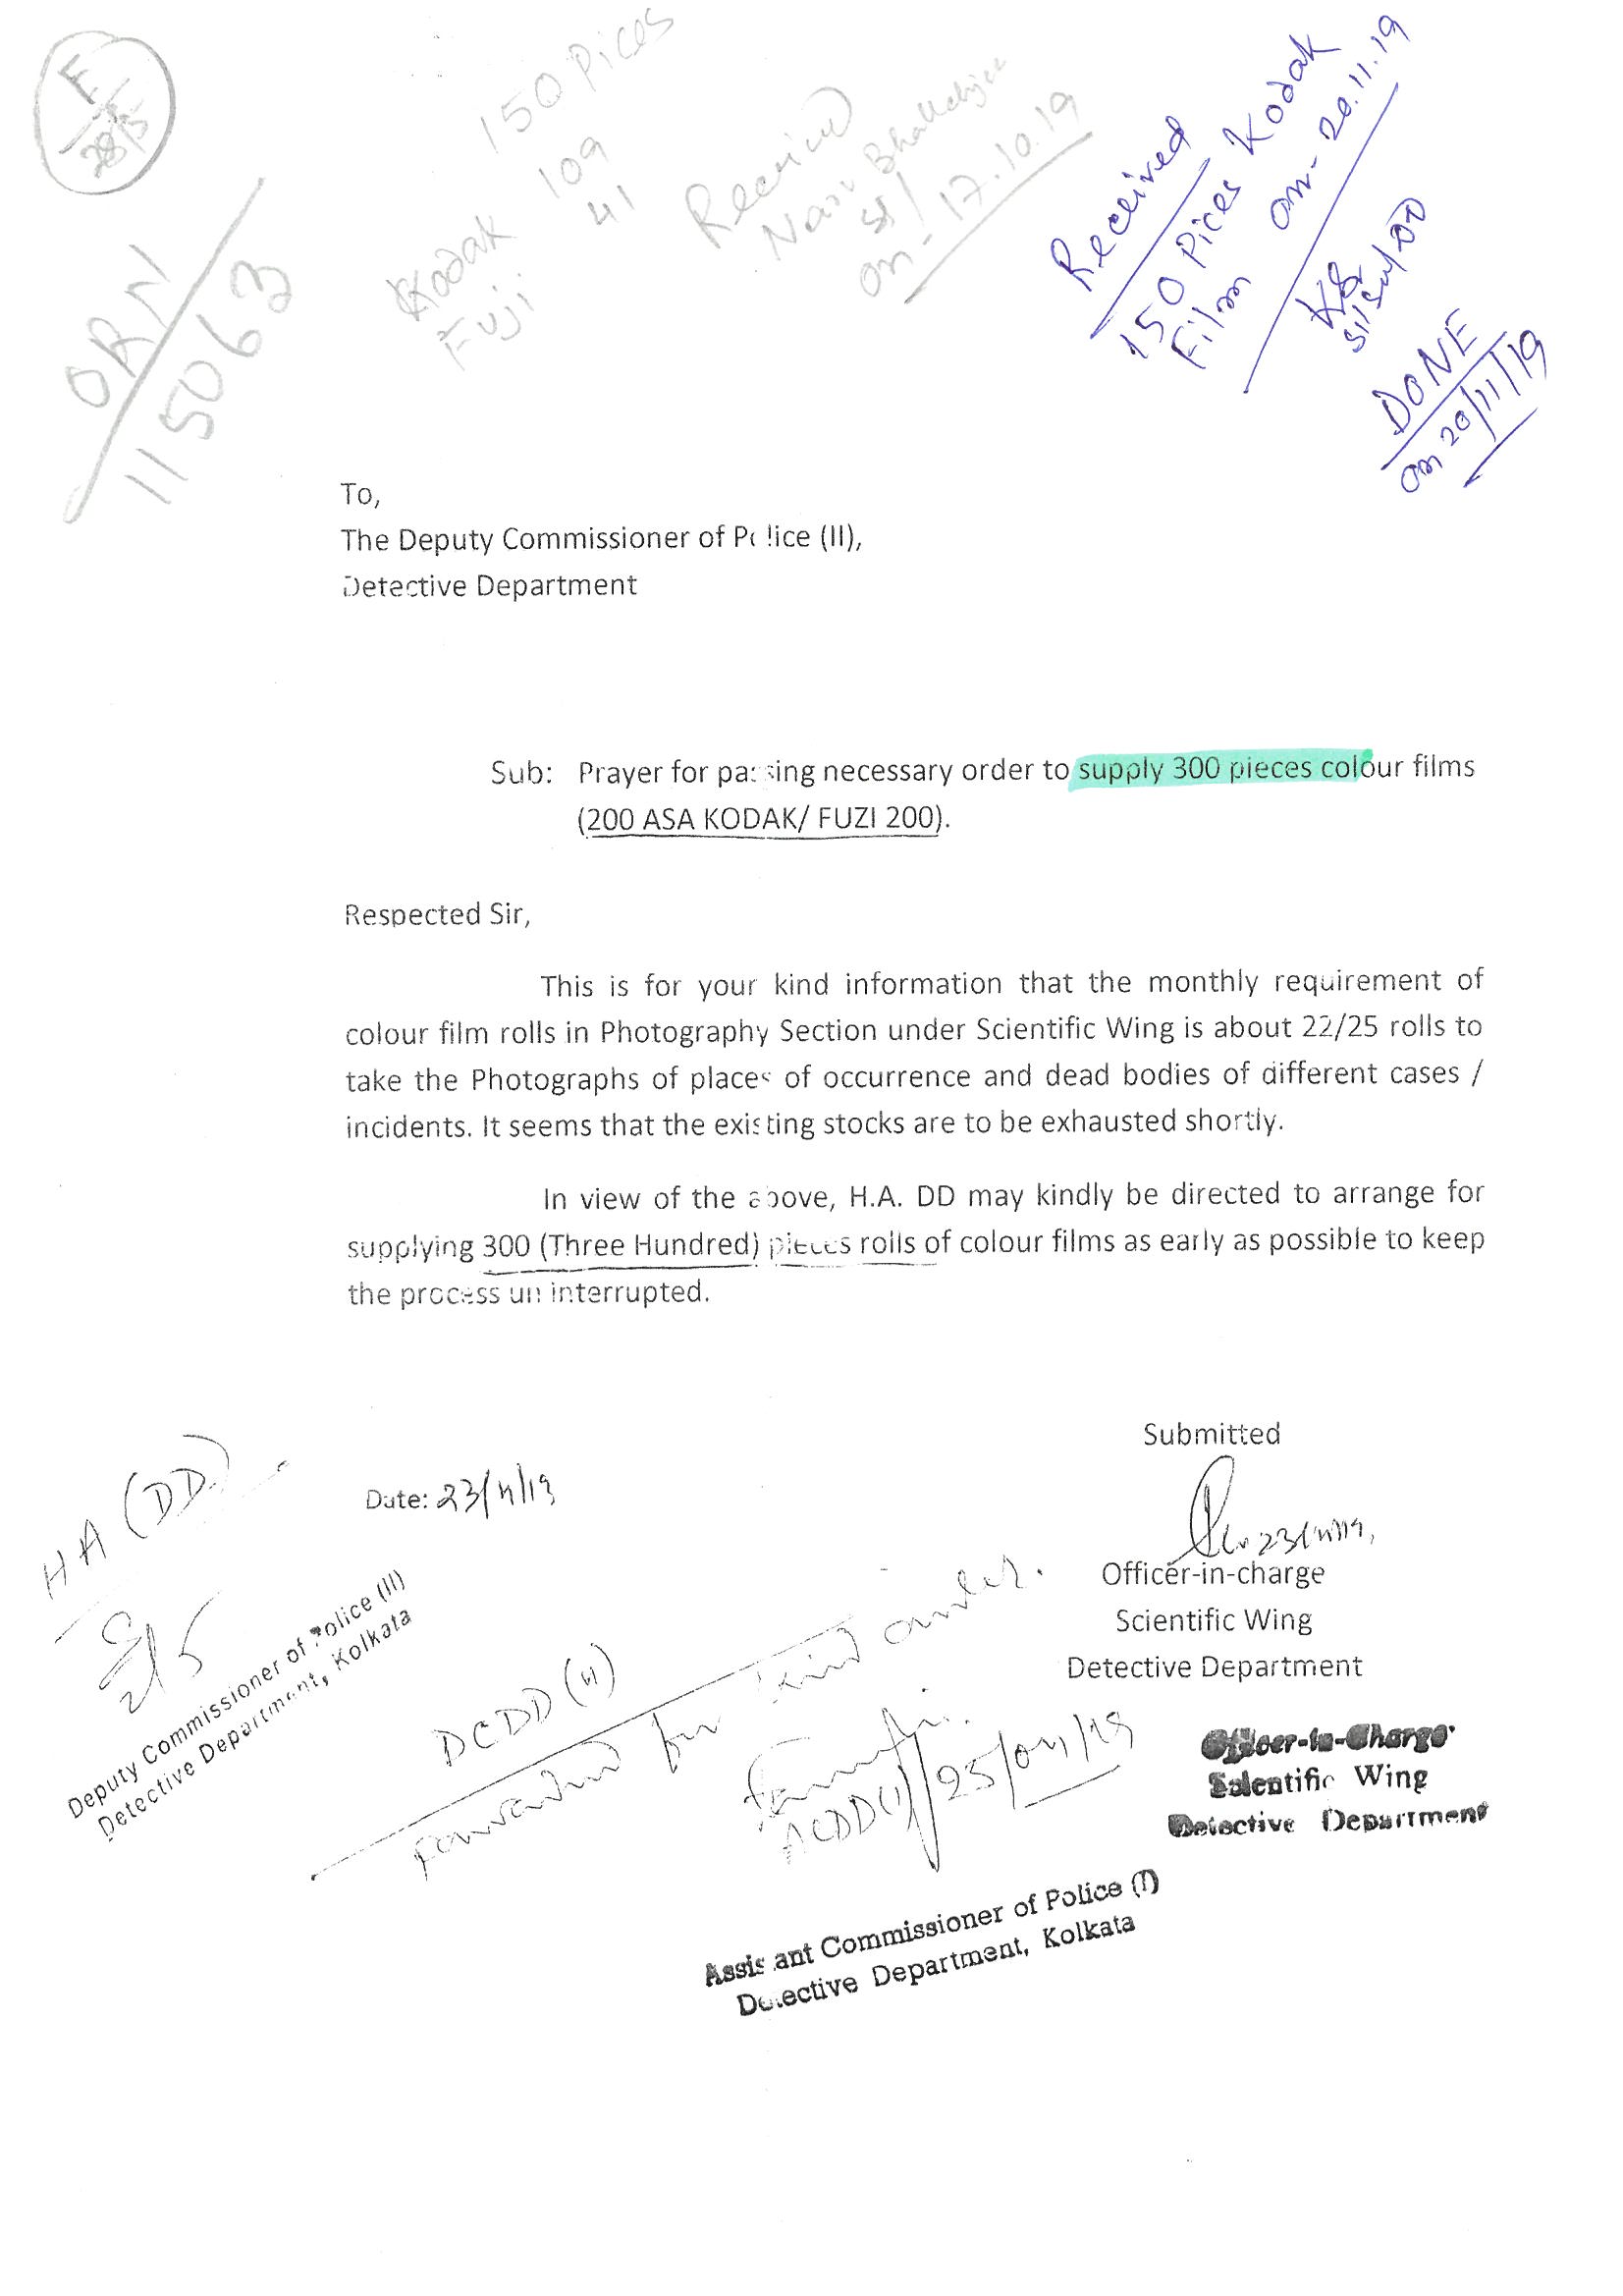 E
28/5
ORN
115063
150 Pices
Kodak 109
Fuji 41
Received
on - 17.10.19
Received
150 Pices Kodak
Film on - 20.11.19
DONE
on 20/11/19
To,
The Deputy Commissioner of Police (II),
Detective Department
Sub: Prayer for passing necessary order to supply 300 pieces colour films
(200 ASA KODAK/ FUZI 200).
Respected Sir,
This is for your kind information that the monthly requirement of
colour film rolls in Photography Section under Scientific Wing is about 22/25 rolls to
take the Photographs of places of occurrence and dead bodies of different cases /
incidents. It seems that the existing stocks are to be exhausted shortly.
In view of the above, H.A. DD may kindly be directed to arrange for
supplying 300 (Three Hundred) pieces rolls of colour films as early as possible to keep
the process un interrupted.
Submitted
Date: 23/4/19
23/4/19,
Officer-in-charge
Scientific Wing
Detective Department
HA (DD)
2/5
Deputy Commissioner of Police (II)
Detective Department, Kolkata
DCDD (II)
Forwarded for kind order.
ACDD(I) 25/04/19
Officer-in-Charge
Scientific Wing
Detective Department
Assistant Commissioner of Police (I)
Detective Department, Kolkata